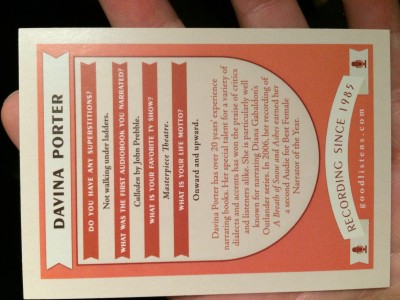 DAVINA PORTER
DO YOU HAVE ANY SUPERSTITIONS?
Not walking under ladders.
WHAT WAS THE FIRST AUDIOBOOK YOU NARRATED?
Culloden by John Prebble.
WHAT IS YOUR FAVORITE TV SHOW?
Masterpiece Theatre.
WHAT IS YOUR LIFE MOTTO?
Onward and upward.
Davina Porter has over 20 years' experience
narrating books. Her special talent for a variety of
dialects and accents has won the praise of critics
and listeners alike. She is particularly well
known for narrating Diana Gabaldon's
Outlander series. In 2006, her recording of
A Breath of Snow and Ashes earned her
a second Audie for Best Female
Narrator of the Year.
RECORDING SINCE 1985
goodlistens.com